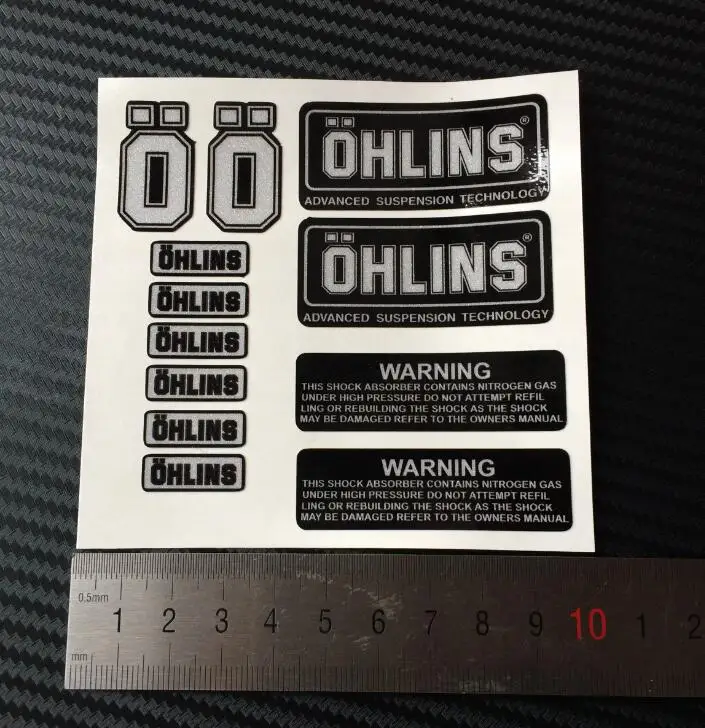 Ö Ö
ÖHLINS®
ADVANCED SUSPENSION TECHNOLOGY
ÖHLINS®
ADVANCED SUSPENSION TECHNOLOGY
ÖHLINS
ÖHLINS
ÖHLINS
ÖHLINS
ÖHLINS
ÖHLINS
WARNING
THIS SHOCK ABSORBER CONTAINS NITROGEN GAS
UNDER HIGH PRESSURE DO NOT ATTEMPT REFIL
LING OR REBUILDING THE SHOCK AS THE SHOCK
MAY BE DAMAGED REFER TO THE OWNERS MANUAL
WARNING
THIS SHOCK ABSORBER CONTAINS NITROGEN GAS
UNDER HIGH PRESSURE DO NOT ATTEMPT REFIL
LING OR REBUILDING THE SHOCK AS THE SHOCK
MAY BE DAMAGED REFER TO THE OWNERS MANUAL
0.5mm
1 2 3 4 5 6 7 8 9 10 1 2
mm